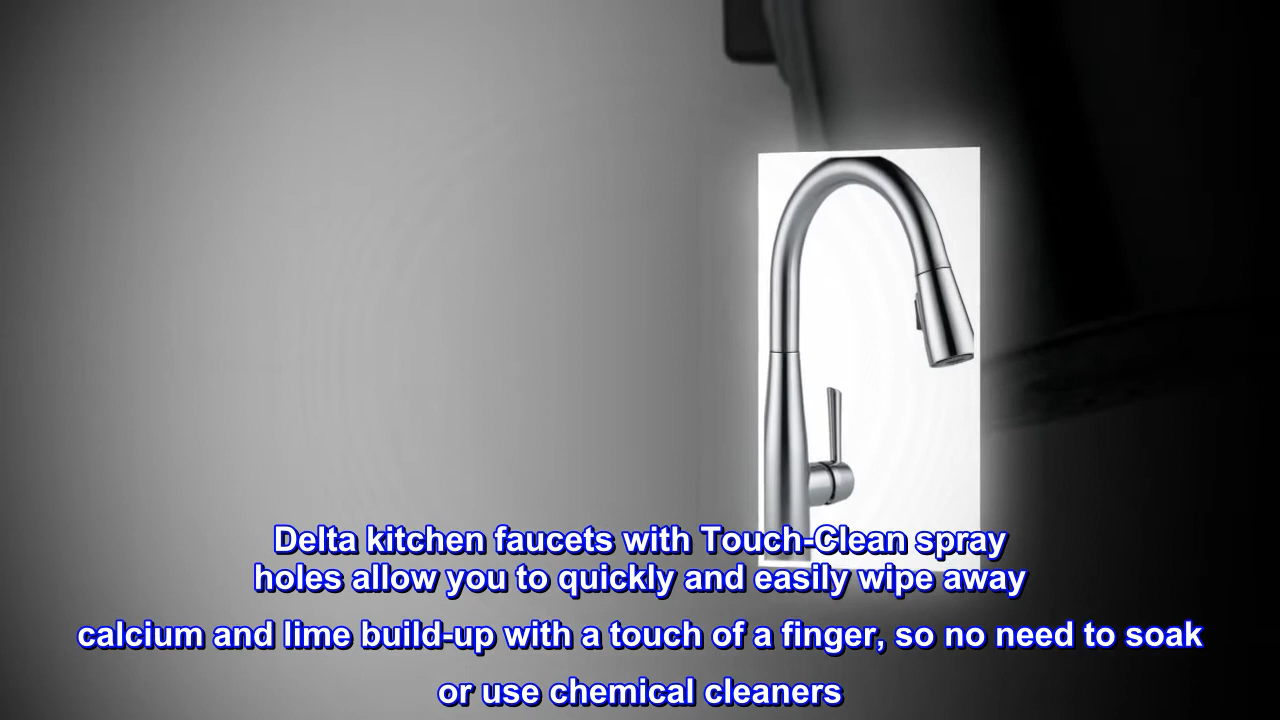 Delta kitchen faucets with Touch-Clean spray
holes allow you to quickly and easily wipe away
calcium and lime build-up with a touch of a finger, so no need to soak
or use chemical cleaners